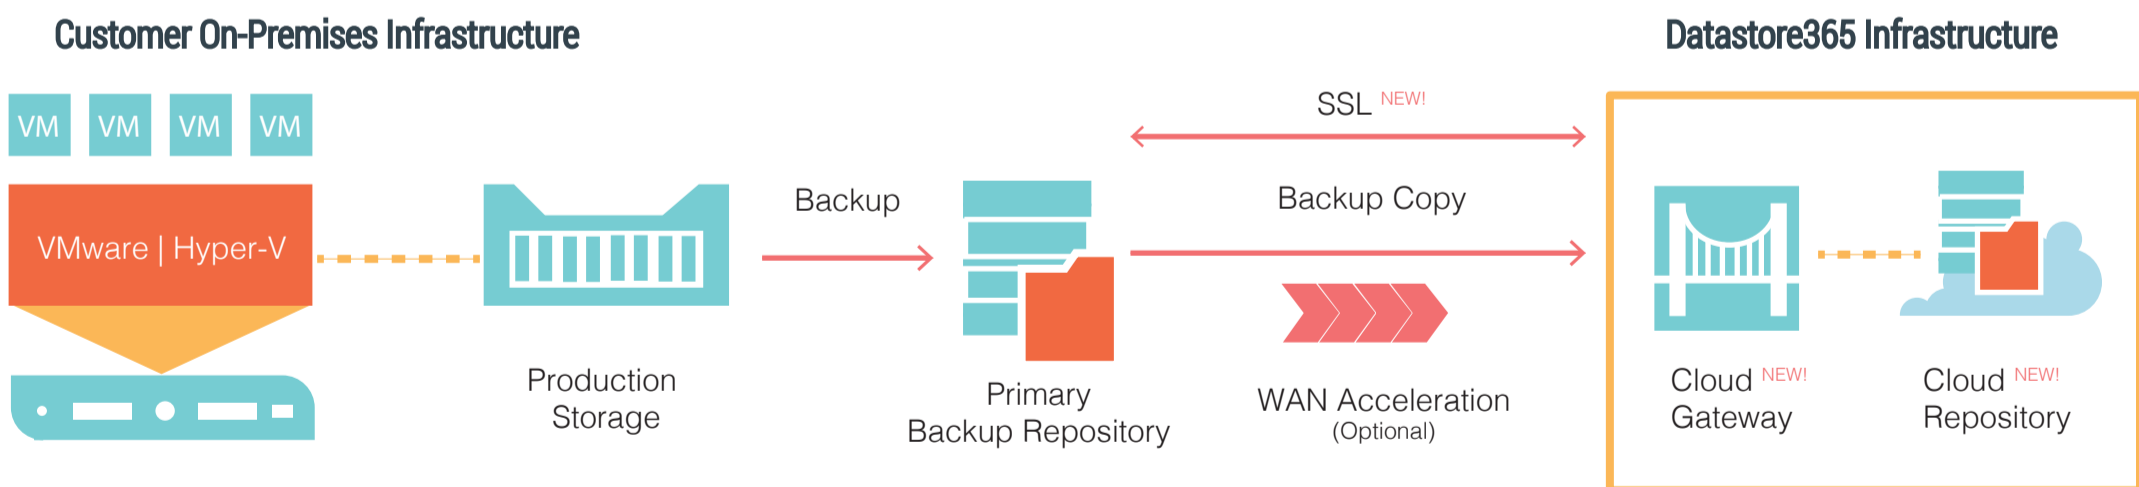 Customer On-Premises Infrastructure
Datastore365 Infrastructure
VM VM VM VM
VMware | Hyper-V
Production
Storage
Backup
Primary
Backup Repository
SSL NEW!
Backup Copy
WAN Acceleration
(Optional)
Cloud NEW!
Gateway
Cloud NEW!
Repository